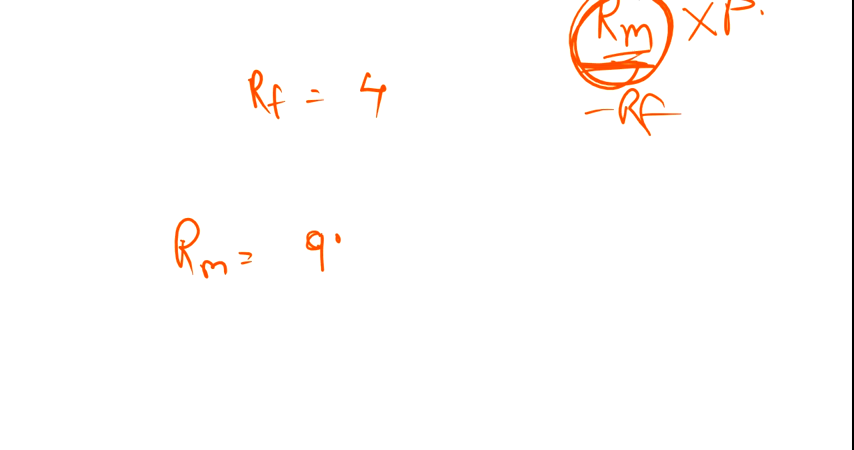 Rm × P.
Rf = 4
-RF
Rm = 9.